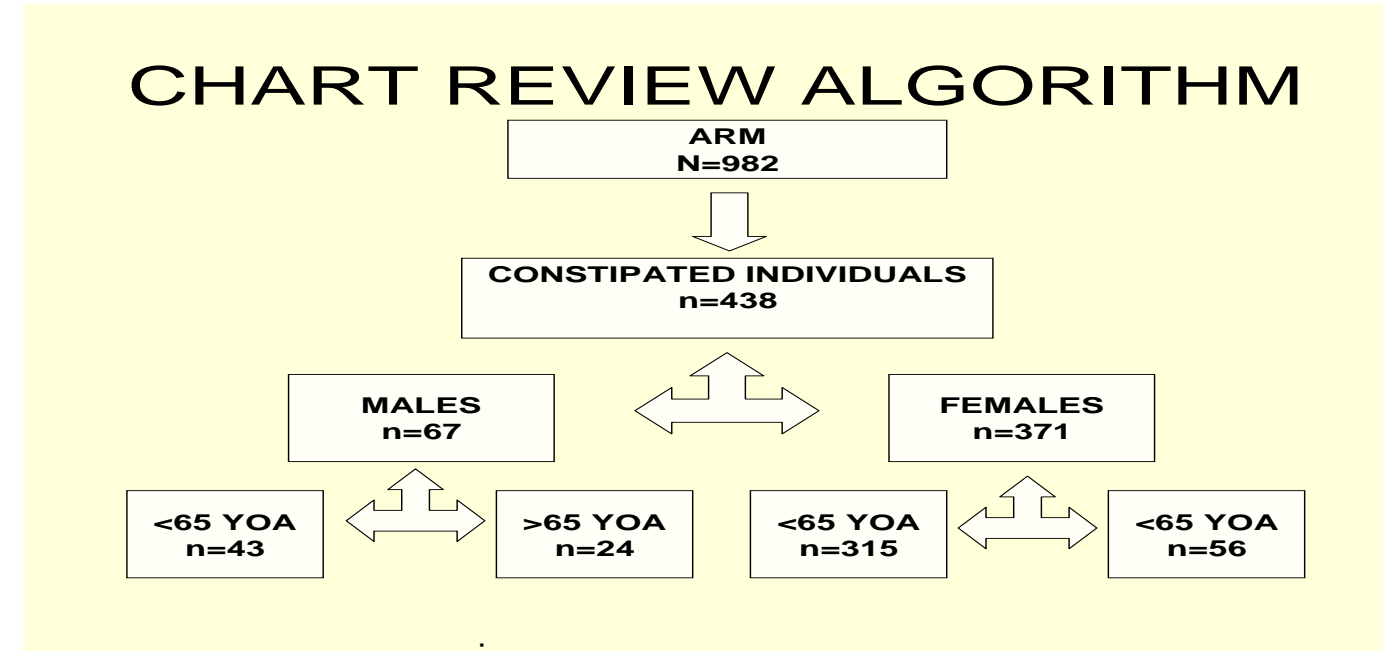 CHART REVIEW ALGORITHM
ARM
N=982
CONSTIPATED INDIVIDUALS
n=438
MALES
n=67
FEMALES
n=371
<65 YOA
n=43
>65 YOA
n=24
<65 YOA
n=315
<65 YOA
n=56
.